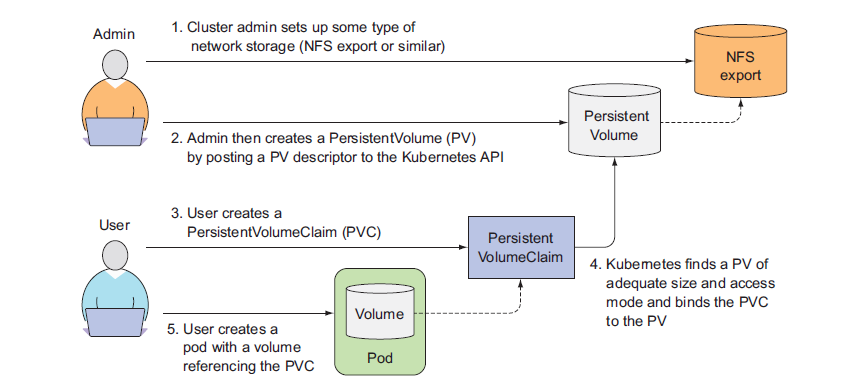 Admin
1. Cluster admin sets up some type of
network storage (NFS export or similar)
NFS
export
2. Admin then creates a PersistentVolume (PV)
by posting a PV descriptor to the Kubernetes API
Persistent
Volume
User
3. User creates a
PersistentVolumeClaim (PVC)
Persistent
VolumeClaim
4. Kubernetes finds a PV of
adequate size and access
mode and binds the PVC
to the PV
5. User creates a
pod with a volume
referencing the PVC
Volume
Pod